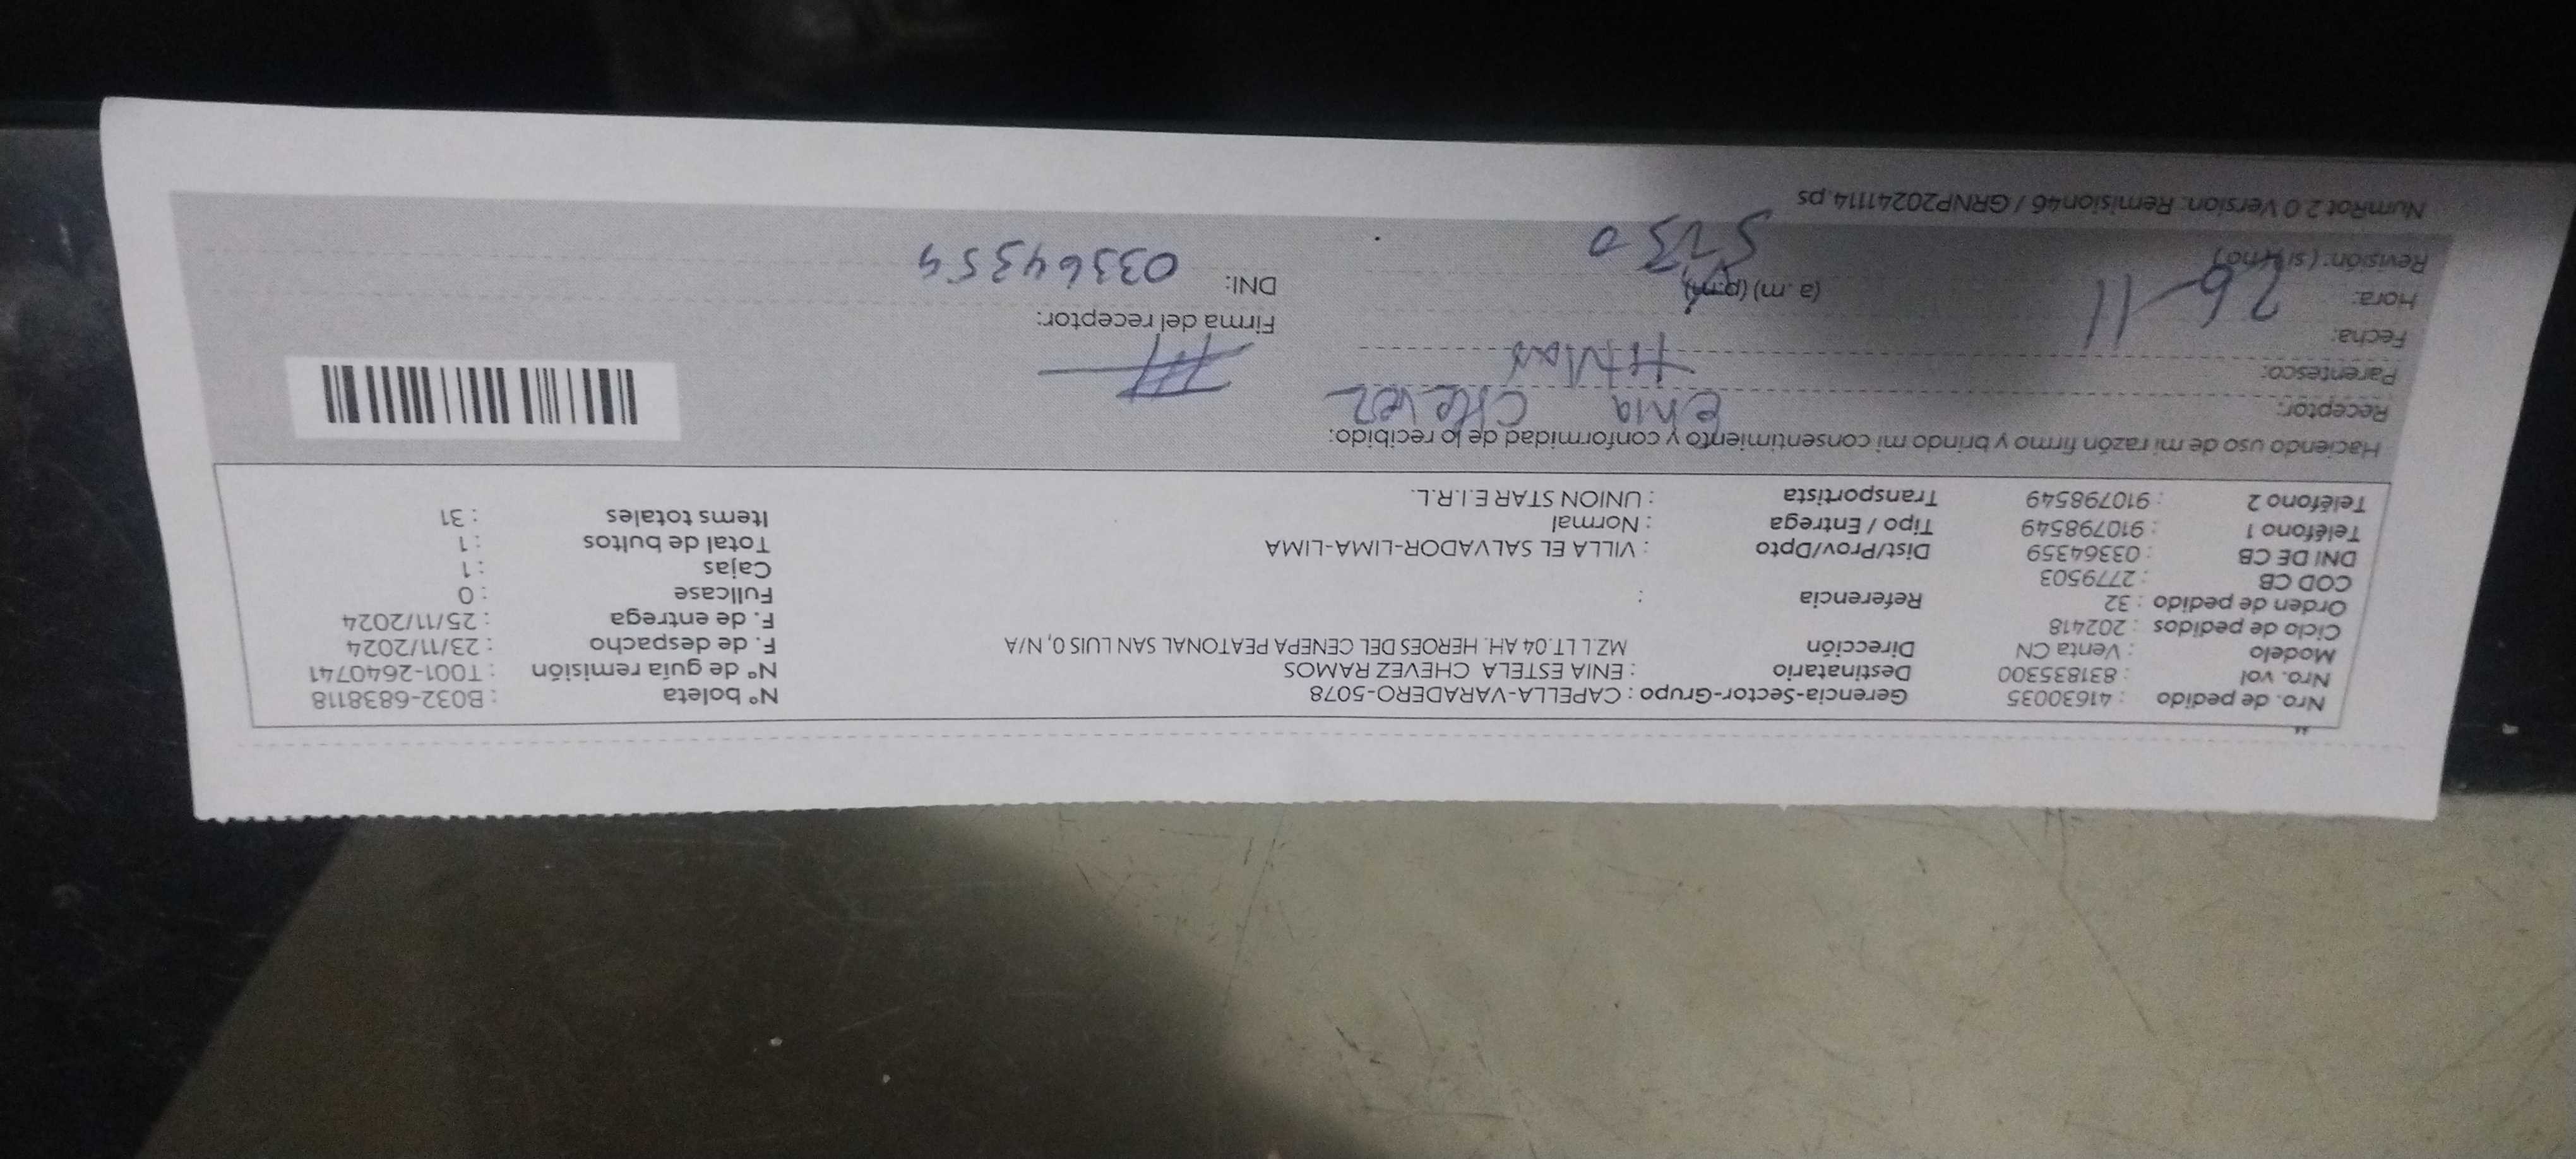 Nro. de pedido : 41630035 Gerencia-Sector-Grupo : CAPELLA-VARADERO-5078 N° boleta : B032-6838118
Nro. vol : 831835300 Destinatario : ENIA ESTELA CHEVEZ RAMOS N° de guía remisión : T001-2640741
Modelo : Venta CN Dirección MZ.L LT.04 AH. HEROES DEL CENEPA PEATONAL SAN LUIS 0, N/A F. de despacho : 23/11/2024
Ciclo de pedidos : 202418 F. de entrega : 25/11/2024
Orden de pedido : 32 Referencia : Fullcase : 0
COD CB : 2779503 Cajas : 1
DNI DE CB : 03364359 Dist/Prov/Dpto : VILLA EL SALVADOR-LIMA-LIMA Total de bultos : 1
Teléfono 1 : 910798549 Tipo / Entrega : Normal Items totales : 31
Teléfono 2 : 910798549 Transportista : UNION STAR E.I.R.L.
Haciendo uso de mi razón firmo y brindo mi consentimiento y conformidad de lo recibido:
Receptor: Enia Chevez
Parentesco:
Fecha: Firma del receptor:
Hora: 26-11 (a.m) (p.m) DNI: 03364354
Revisión: (si) (no)
NumRot 2.0 Version: Remision46 / GRNP20241114.ps